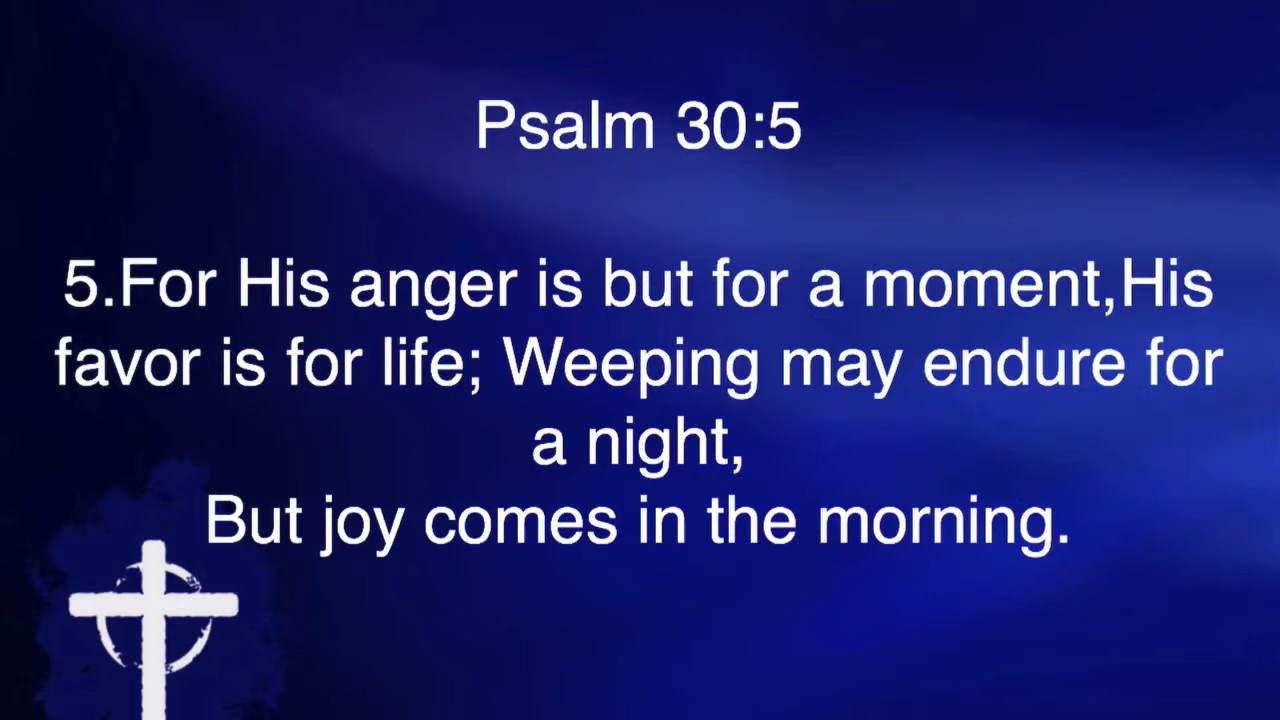 Psalm 30:5
5.For His anger is but for a moment,His
favor is for life; Weeping may endure for
a night,
But joy comes in the morning.